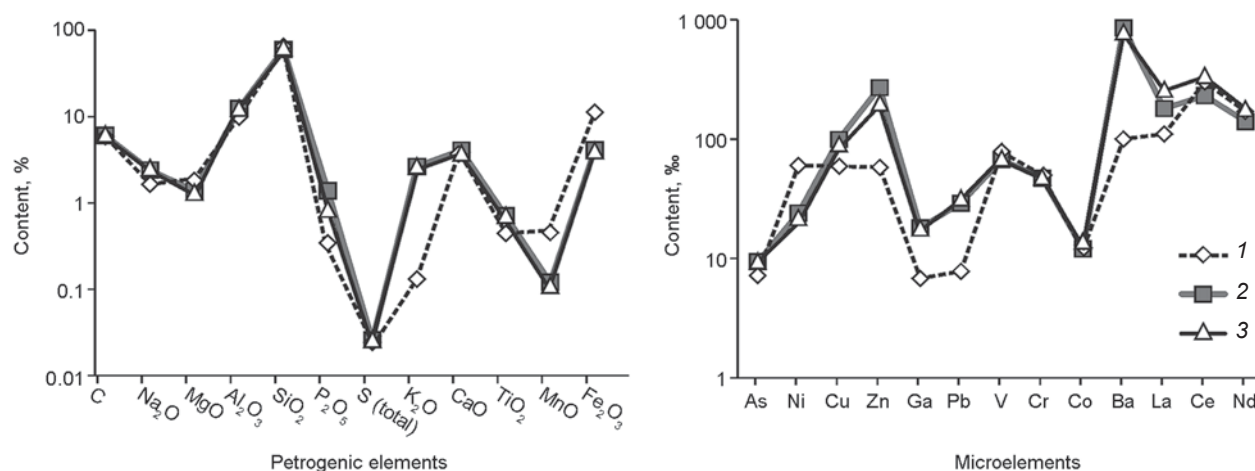 Content, %
100
10
1
0.1
0.01
C
Na₂O
MgO
Al₂O₃
SiO₂
P₂O₅
S (total)
K₂O
CaO
TiO₂
MnO
Fe₂O₃
Petrogenic elements
Content, ‰
1 000
100
10
1
As
Ni
Cu
Zn
Ga
Pb
V
Cr
Co
Ba
La
Ce
Nd
Microelements
1
2
3